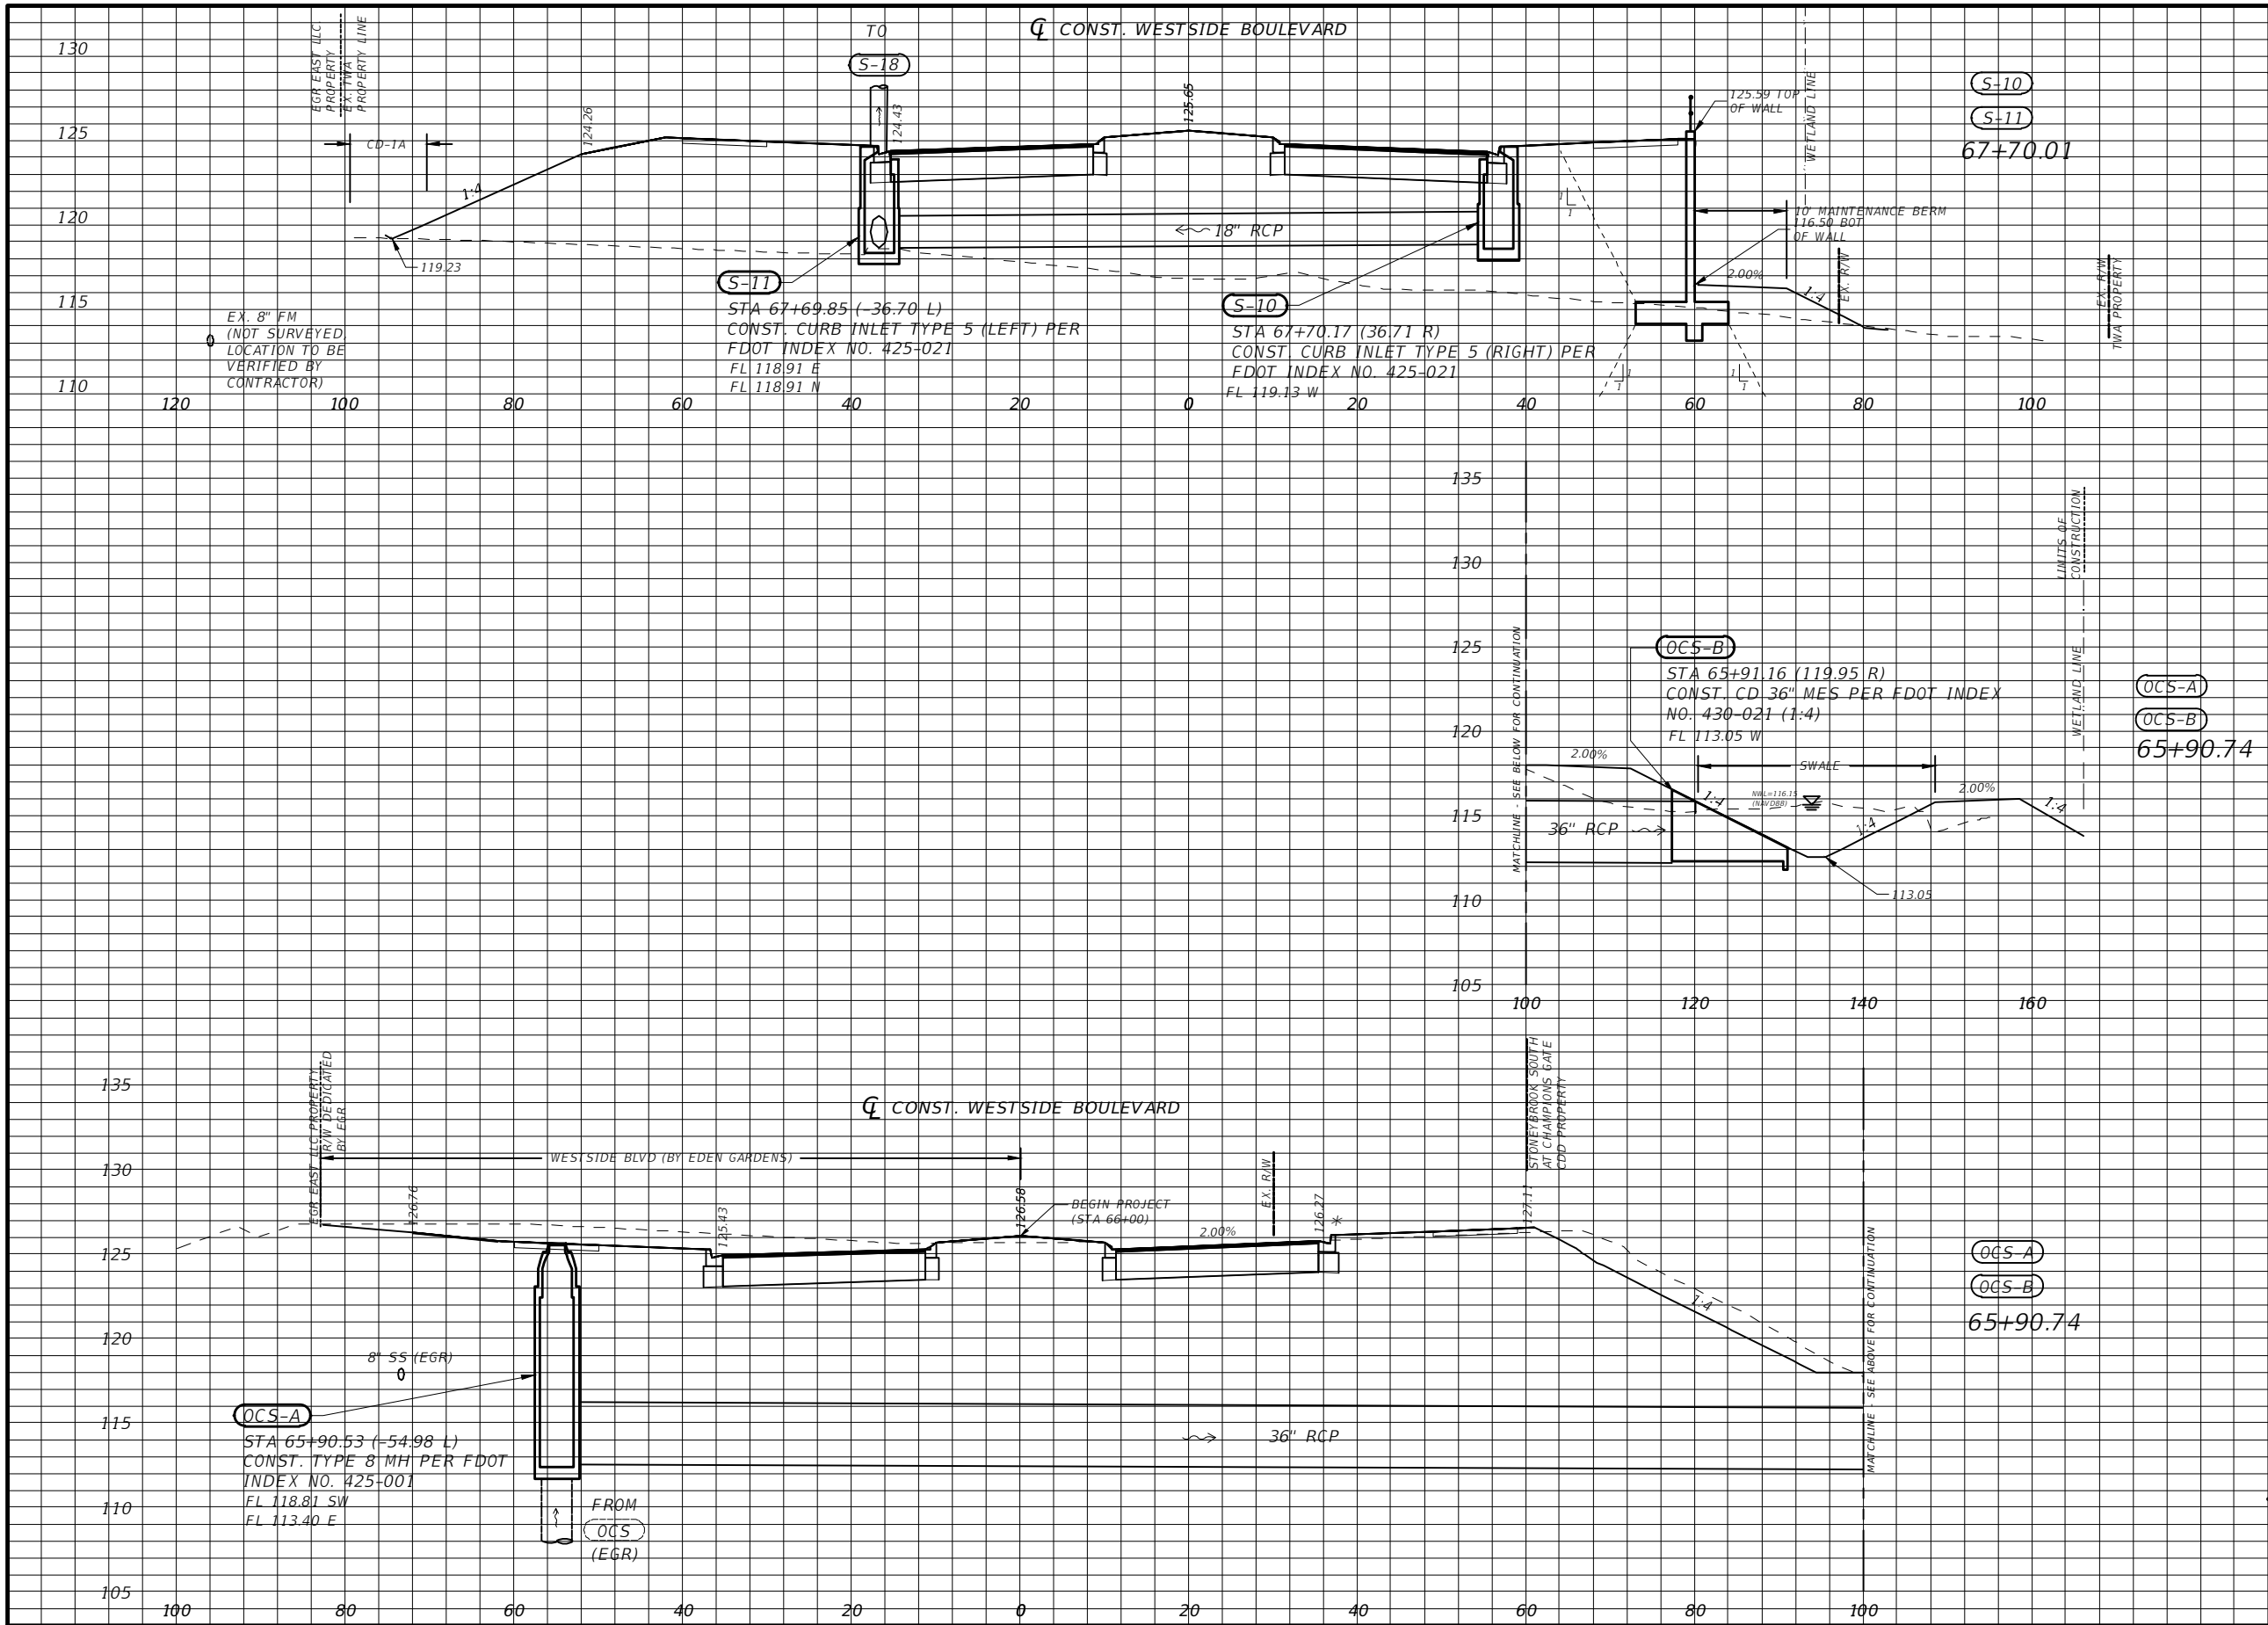 ℄ CONST. WESTSIDE BOULEVARD
TO
S-18
130
125
120
115
110
EGR EAST LLC
PROPERTY
EX. TWA
PROPERTY LINE
CD-1A
124.26
124.43
125.65
1:4
119.23
EX. 8" FM
(NOT SURVEYED,
LOCATION TO BE
VERIFIED BY
CONTRACTOR)
S-11
STA 67+69.85 (-36.70 L)
CONST. CURB INLET TYPE 5 (LEFT) PER
FDOT INDEX NO. 425-021
FL 118.91 E
FL 118.91 N
18" RCP
S-10
STA 67+70.17 (36.71 R)
CONST. CURB INLET TYPE 5 (RIGHT) PER
FDOT INDEX NO. 425-021
FL 119.13 W
1
1
1
1
1
1
125.59 TOP
OF WALL
WETLAND LINE
10' MAINTENANCE BERM
116.50 BOT
OF WALL
2.00%
1:4
EX. R/W
EX. R/W
TWA PROPERTY
S-10
S-11
67+70.01
120 100 80 60 40 20 0 20 40 60 80 100
135
130
125
120
115
110
105
MATCHLINE - SEE BELOW FOR CONTINUATION
LIMITS OF
CONSTRUCTION
WETLAND LINE
OCS-B
STA 65+91.16 (119.95 R)
CONST. CD 36" MES PER FDOT INDEX
NO. 430-021 (1:4)
FL 113.05 W
2.00%
SWALE
1:4
NWL=116.15
(NAVD88)
2.00%
1:4
1:4
36" RCP
113.05
OCS-A
OCS-B
65+90.74
100 120 140 160
℄ CONST. WESTSIDE BOULEVARD
135
130
125
120
115
110
105
EGR EAST LLC PROPERTY
R/W DEDICATED
BY EGR
WESTSIDE BLVD (BY EDEN GARDENS)
126.76
125.43
126.58
BEGIN PROJECT
(STA 66+00)
EX. R/W
2.00%
126.27
*
127.11
STONEYBROOK SOUTH
AT CHAMPIONS GATE
CDD PROPERTY
1:4
MATCHLINE - SEE ABOVE FOR CONTINUATION
8" SS (EGR)
OCS-A
STA 65+90.53 (-54.98 L)
CONST. TYPE 8 MH PER FDOT
INDEX NO. 425-001
FL 118.81 SW
FL 113.40 E
FROM
OCS
(EGR)
36" RCP
OCS-A
OCS-B
65+90.74
100 80 60 40 20 0 20 40 60 80 100